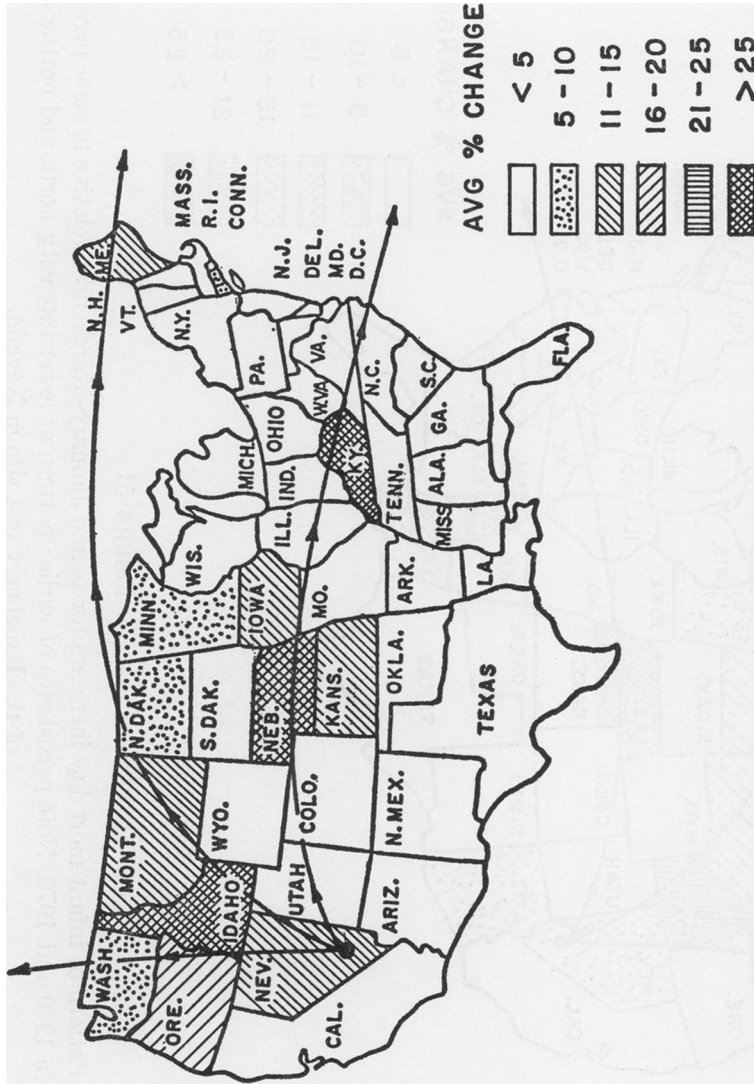 WASH.
ORE.
CAL.
NEV.
IDAHO
MONT.
WYO.
UTAH
COLO.
ARIZ.
N.MEX.
N.DAK.
S.DAK.
NEB.
KANS.
OKLA.
TEXAS
MINN.
IOWA
MO.
ARK.
LA.
WIS.
ILL.
MICH.
IND.
OHIO
KY.
TENN.
MISS
ALA.
GA.
FLA.
S.C.
N.C.
VA.
W.VA
PA.
N.Y.
VT.
N.H.
ME.
MASS.
R.I.
CONN.
N.J.
DEL.
MD.
D.C.
AVG % CHANGE
< 5
5-10
11-15
16-20
21-25
>25